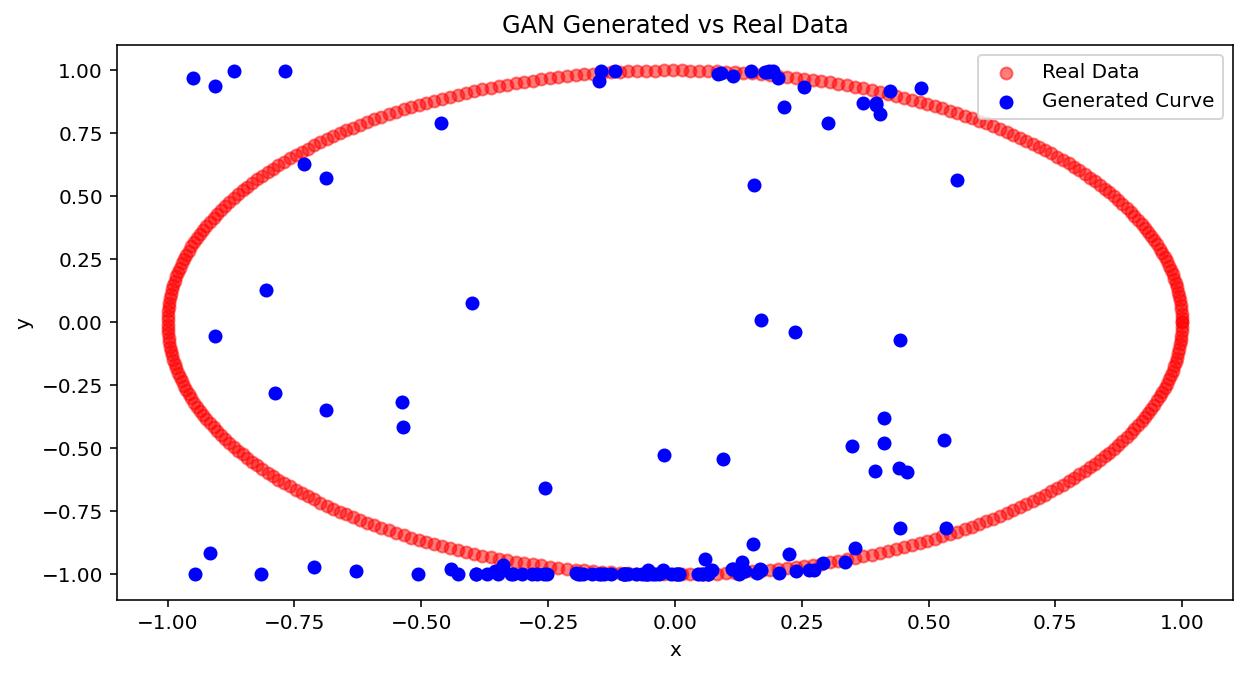 GAN Generated vs Real Data
Real Data
Generated Curve
1.00
0.75
0.50
0.25
0.00
−0.25
−0.50
−0.75
−1.00
y
−1.00 −0.75 −0.50 −0.25 0.00 0.25 0.50 0.75 1.00
x